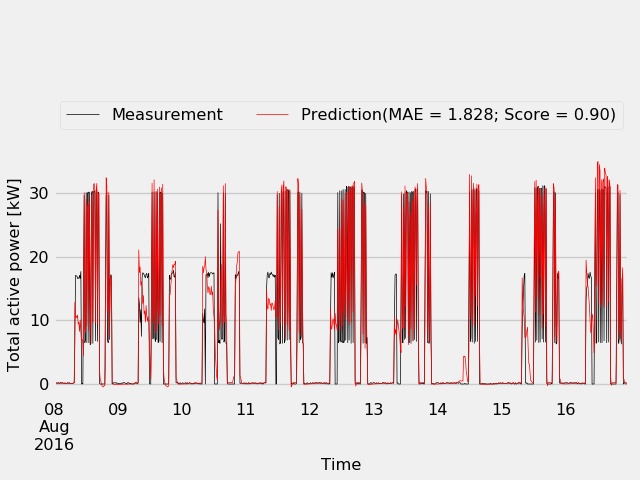 Measurement
Prediction(MAE = 1.828; Score = 0.90)
Total active power [kW]
30
20
10
0
08 09 10 11 12 13 14 15 16
Aug
2016
Time